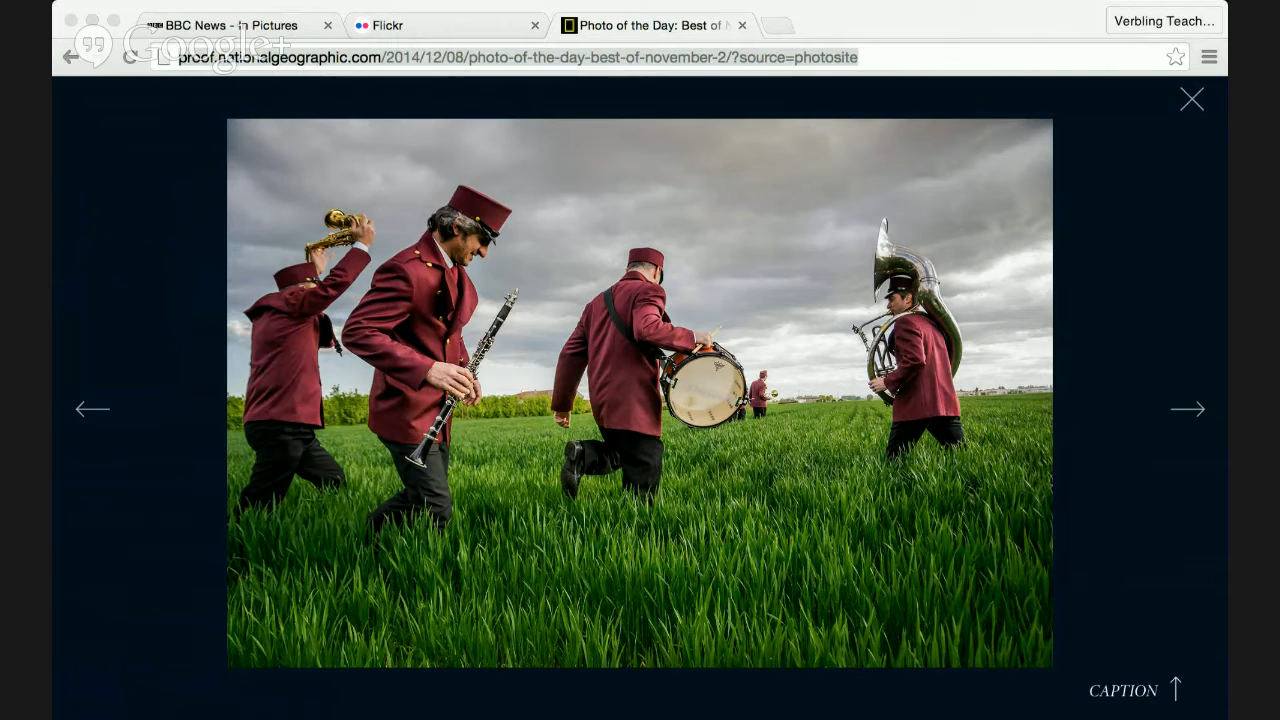 BBC News - In Pictures
Flickr
Photo of the Day: Best of N
Verbling Teach...
Google+
proof.nationalgeographic.com/2014/12/08/photo-of-the-day-best-of-november-2/?source=photosite
CAPTION